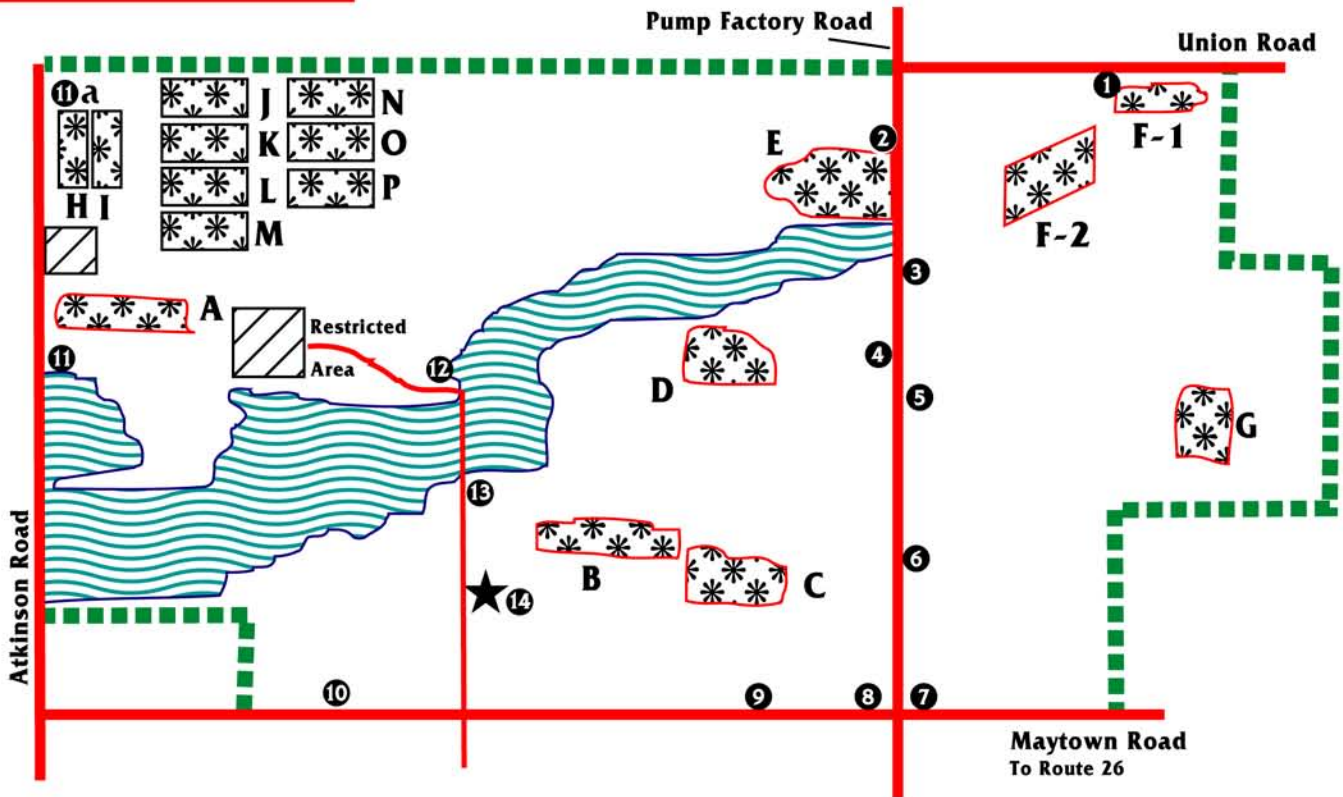 Pump Factory Road
Union Road
11 a
J
N
1
F-1
K
O
E
2
H I
L
P
M
F-2
3
A
Restricted
Area
11
12
4
D
5
G
13
6
B
C
14
Atkinson Road
10
9
8
7
Maytown Road
To Route 26